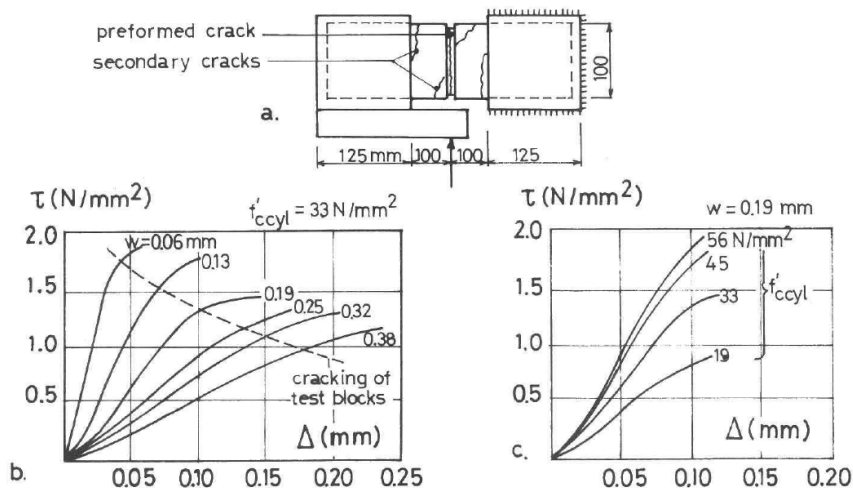 preformed crack
secondary cracks
100
a.
125 mm 100 100 125
τ (N/mm²)
f'ccyl = 33 N/mm²
2.0
w=0.06 mm
0.13
1.5
0.19
0.25
0.32
1.0
0.38
0.5
cracking of
test blocks
Δ (mm)
b.
0.05 0.10 0.15 0.20 0.25
τ (N/mm²)
w = 0.19 mm
2.0
56 N/mm²
45
1.5
33
f'ccyl
1.0
19
0.5
Δ (mm)
c.
0.05 0.10 0.15 0.20